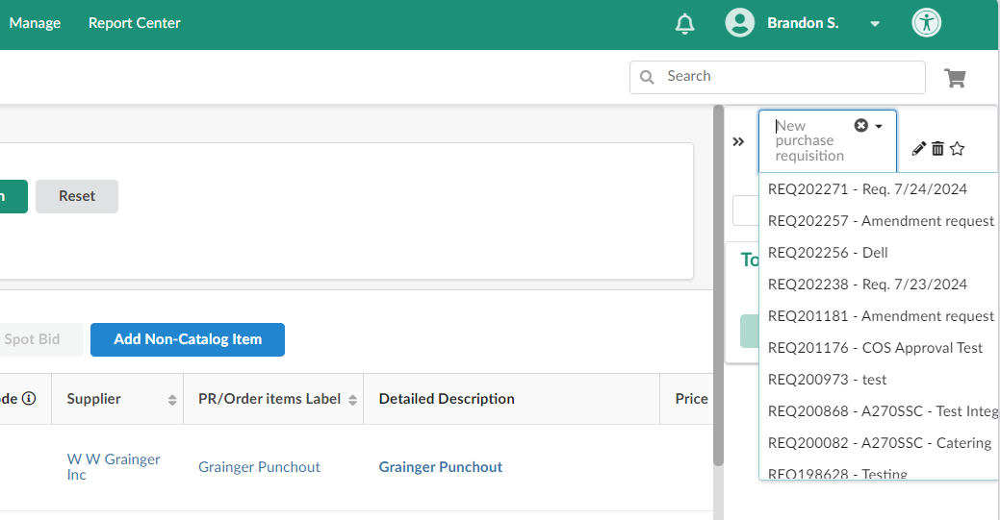 Manage Report Center Brandon S.
Search
New
purchase
requisition
Reset
REQ202271 - Req. 7/24/2024
REQ202257 - Amendment request
REQ202256 - Dell
REQ202238 - Req. 7/23/2024
REQ201181 - Amendment request
REQ201176 - COS Approval Test
REQ200973 - test
REQ200868 - A270SSC - Test Integ
REQ200082 - A270SSC - Catering
REQ198628 - Testing
To
Spot Bid Add Non-Catalog Item
de Supplier PR/Order items Label Detailed Description Price
W W Grainger
Inc
Grainger Punchout Grainger Punchout